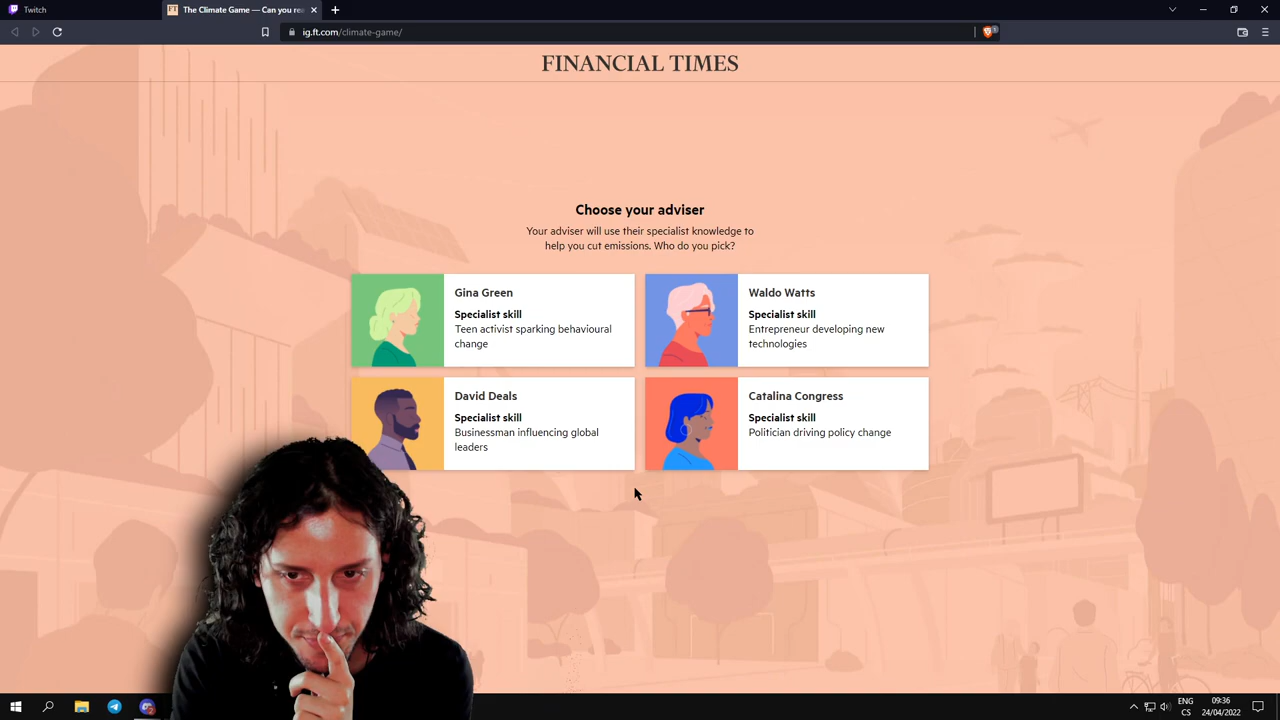 Twitch
The Climate Game — Can you rea
ig.ft.com/climate-game/
FINANCIAL TIMES
Choose your adviser
Your adviser will use their specialist knowledge to
help you cut emissions. Who do you pick?
Gina Green
Specialist skill
Teen activist sparking behavioural
change
Waldo Watts
Specialist skill
Entrepreneur developing new
technologies
David Deals
Specialist skill
Businessman influencing global
leaders
Catalina Congress
Specialist skill
Politician driving policy change
ENG
CS
09:36
24/04/2022